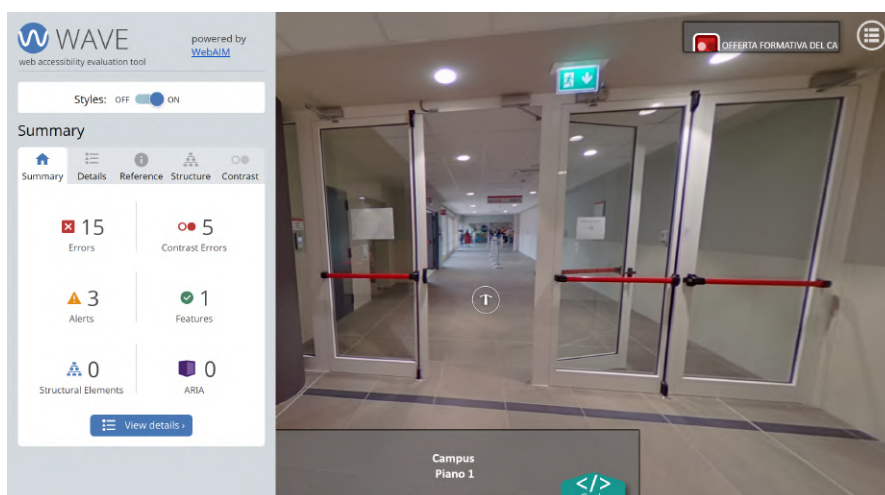 WAVE
web accessibility evaluation tool
powered by
WebAIM
Styles: OFF ON
Summary
Summary Details Reference Structure Contrast
15 5
Errors Contrast Errors
3 1
Alerts Features
0 0
Structural Elements ARIA
View details ›
OFFERTA FORMATIVA DEL CA
Campus
Piano 1
</>